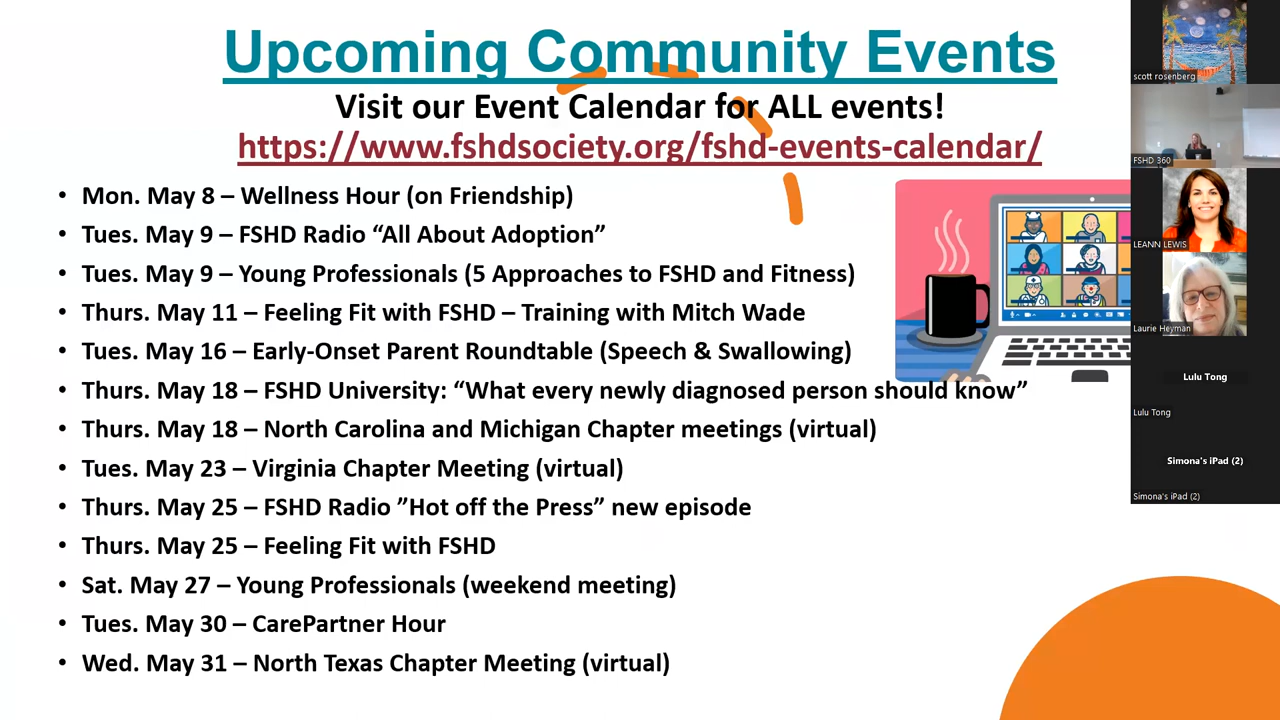 Upcoming Community Events
Visit our Event Calendar for ALL events!
https://www.fshdsociety.org/fshd-events-calendar/
• Mon. May 8 – Wellness Hour (on Friendship)
• Tues. May 9 – FSHD Radio “All About Adoption”
• Tues. May 9 – Young Professionals (5 Approaches to FSHD and Fitness)
• Thurs. May 11 – Feeling Fit with FSHD – Training with Mitch Wade
• Tues. May 16 – Early-Onset Parent Roundtable (Speech & Swallowing)
• Thurs. May 18 – FSHD University: “What every newly diagnosed person should know”
• Thurs. May 18 – North Carolina and Michigan Chapter meetings (virtual)
• Tues. May 23 – Virginia Chapter Meeting (virtual)
• Thurs. May 25 – FSHD Radio ”Hot off the Press” new episode
• Thurs. May 25 – Feeling Fit with FSHD
• Sat. May 27 – Young Professionals (weekend meeting)
• Tues. May 30 – CarePartner Hour
• Wed. May 31 – North Texas Chapter Meeting (virtual)
scott rosenberg
FSHD 360
LEANN LEWIS
Laurie Heyman
Lulu Tong
Lulu Tong
Simona's iPad (2)
Simona's iPad (2)